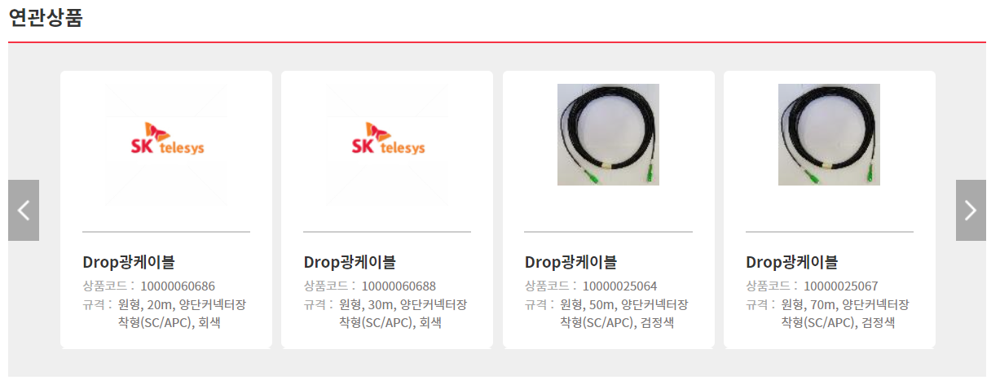 연관상품
SK telesys
Drop광케이블
상품코드 : 10000060686
규격 : 원형, 20m, 양단커넥터장
착형(SC/APC), 회색
SK telesys
Drop광케이블
상품코드 : 10000060688
규격 : 원형, 30m, 양단커넥터장
착형(SC/APC), 회색
Drop광케이블
상품코드 : 10000025064
규격 : 원형, 50m, 양단커넥터장
착형(SC/APC), 검정색
Drop광케이블
상품코드 : 10000025067
규격 : 원형, 70m, 양단커넥터장
착형(SC/APC), 검정색